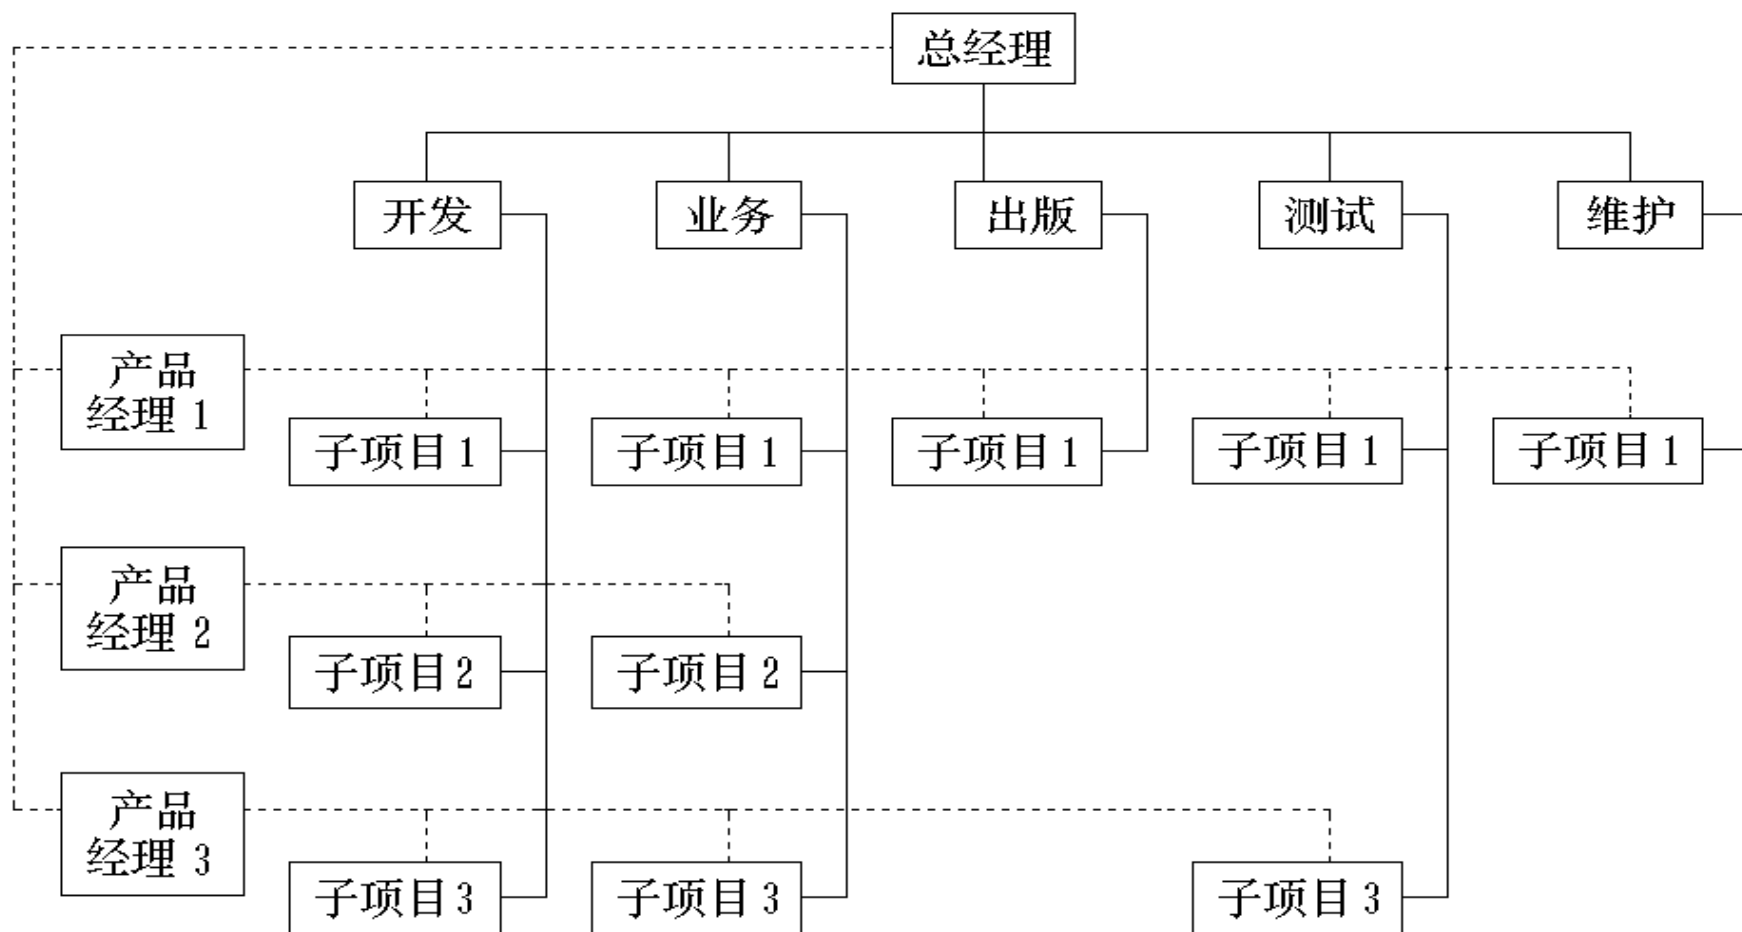 总经理
开发
业务
出版
测试
维护
产品
经理 1
子项目1
子项目1
子项目1
子项目1
子项目1
产品
经理 2
子项目2
子项目2
产品
经理 3
子项目3
子项目3
子项目3